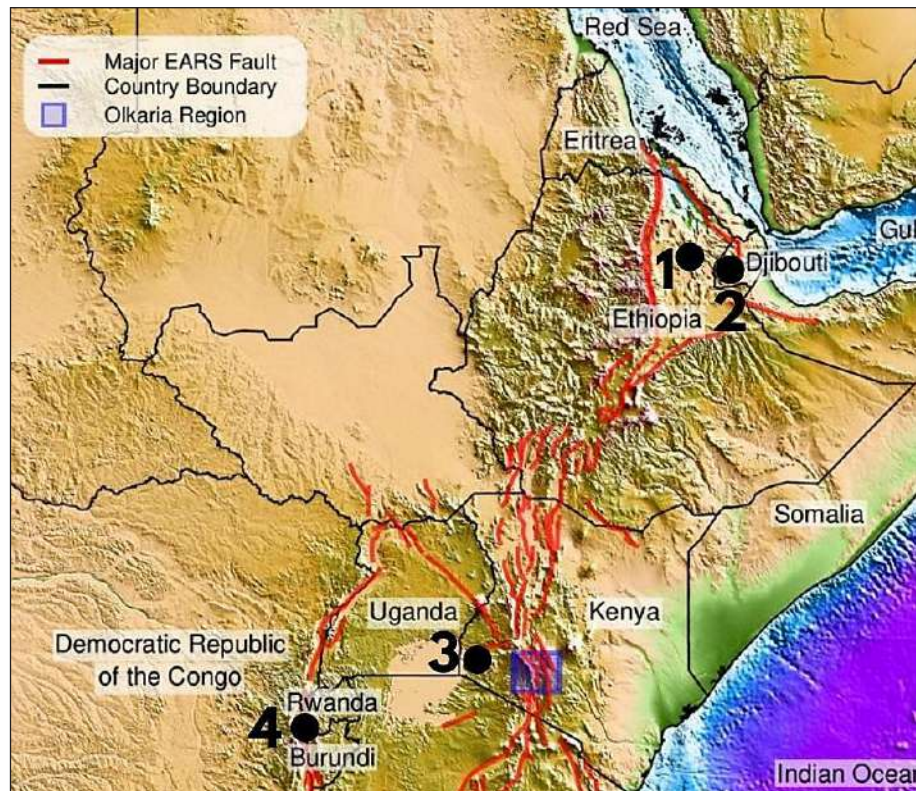 Red Sea
Major EARS Fault
Country Boundary
Olkaria Region
Eritrea
Gul
1
Djibouti
2
Ethiopia
Somalia
Uganda
Kenya
3
Democratic Republic
of the Congo
Rwanda
4
Burundi
Indian Ocean